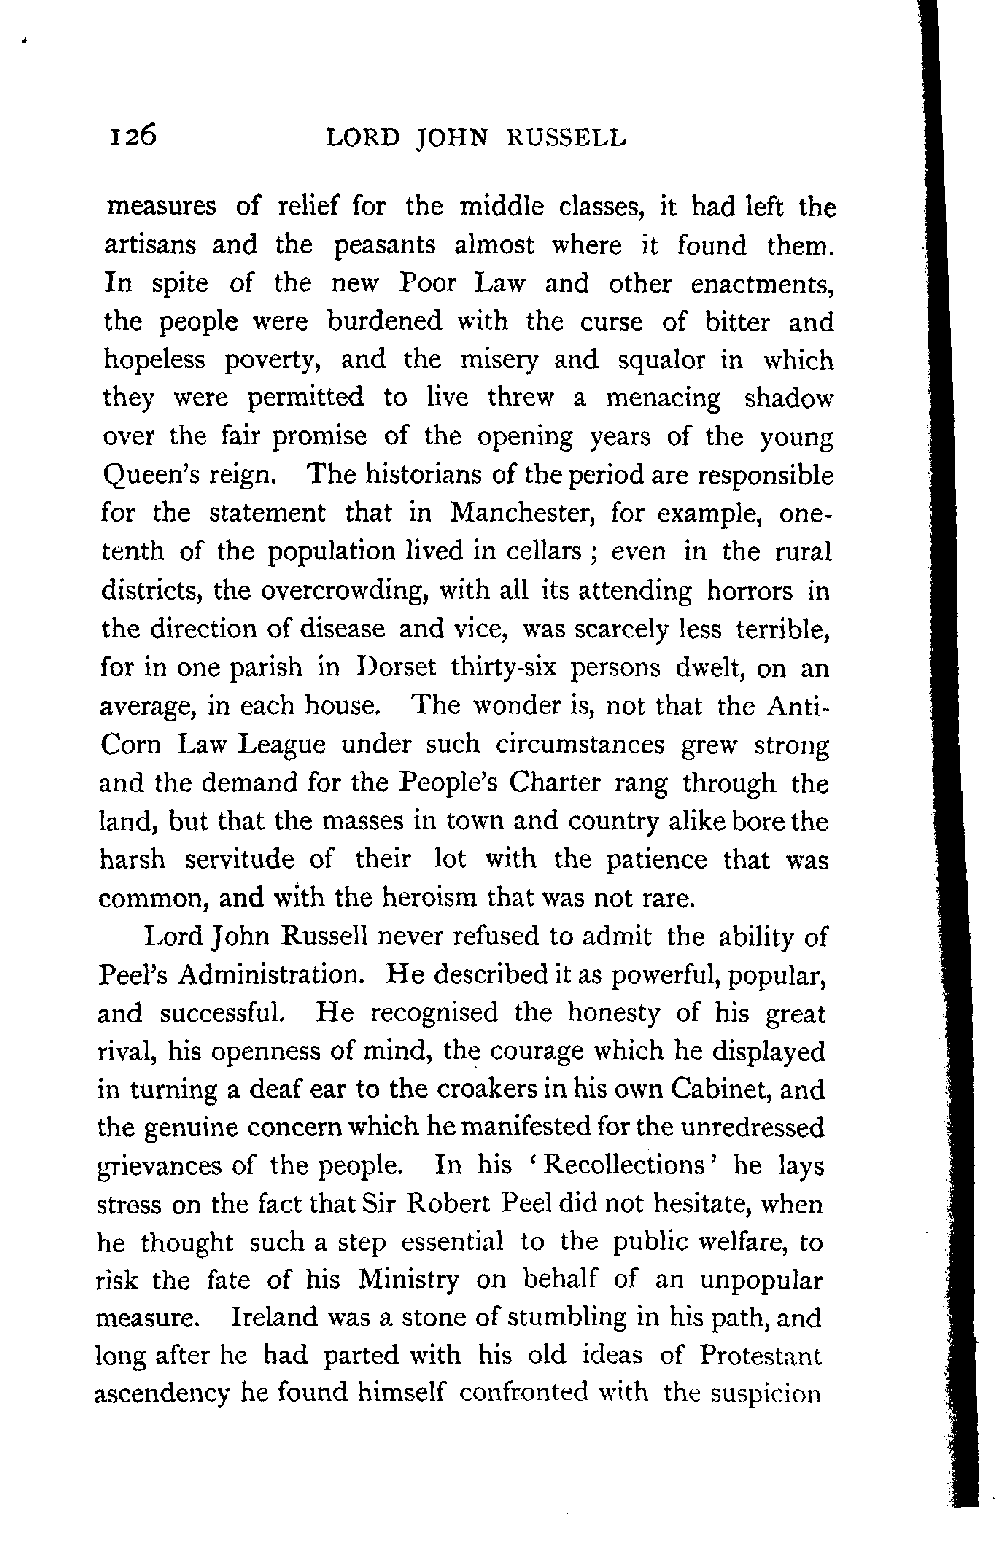 126 LORD JOHN RUSSELL
measures of relief for the middle classes, it had left the
artisans and the peasants almost where it found them.
In spite of the new Poor Law and other enactments,
the people were burdened with the curse of bitter and
hopeless poverty, and the misery and squalor in which
they were permitted to live threw a menacing shadow
over the fair promise of the opening years of the young
Queen's reign. The historians of the period are responsible
for the statement that in Manchester, for example, one-
tenth of the population lived in cellars ; even in the rural
districts, the overcrowding, with all its attending horrors in
the direction of disease and vice, was scarcely less terrible,
for in one parish in Dorset thirty-six persons dwelt, on an
average, in each house. The wonder is, not that the Anti-
Corn Law League under such circumstances grew strong
and the demand for the People's Charter rang through the
land, but that the masses in town and country alike bore the
harsh servitude of their lot with the patience that was
common, and with the heroism that was not rare.
Lord John Russell never refused to admit the ability of
Peel's Administration. He described it as powerful, popular,
and successful. He recognised the honesty of his great
rival, his openness of mind, the courage which he displayed
in turning a deaf ear to the croakers in his own Cabinet, and
the genuine concern which he manifested for the unredressed
grievances of the people. In his ‘ Recollections ’ he lays
stress on the fact that Sir Robert Peel did not hesitate, when
he thought such a step essential to the public welfare, to
risk the fate of his Ministry on behalf of an unpopular
measure. Ireland was a stone of stumbling in his path, and
long after he had parted with his old ideas of Protestant
ascendency he found himself confronted with the suspicion